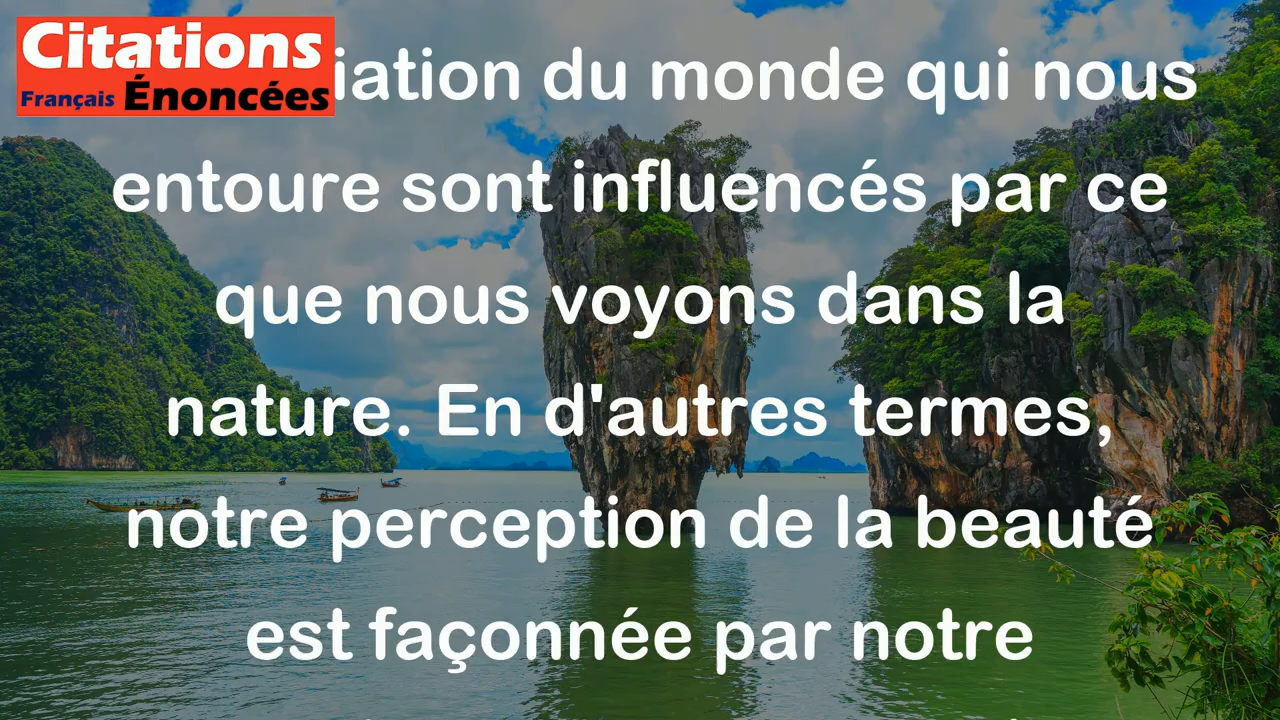 Citations
Français Énoncées
iation du monde qui nous
entoure sont influencés par ce
que nous voyons dans la
nature. En d'autres termes,
notre perception de la beauté
est façonnée par notre